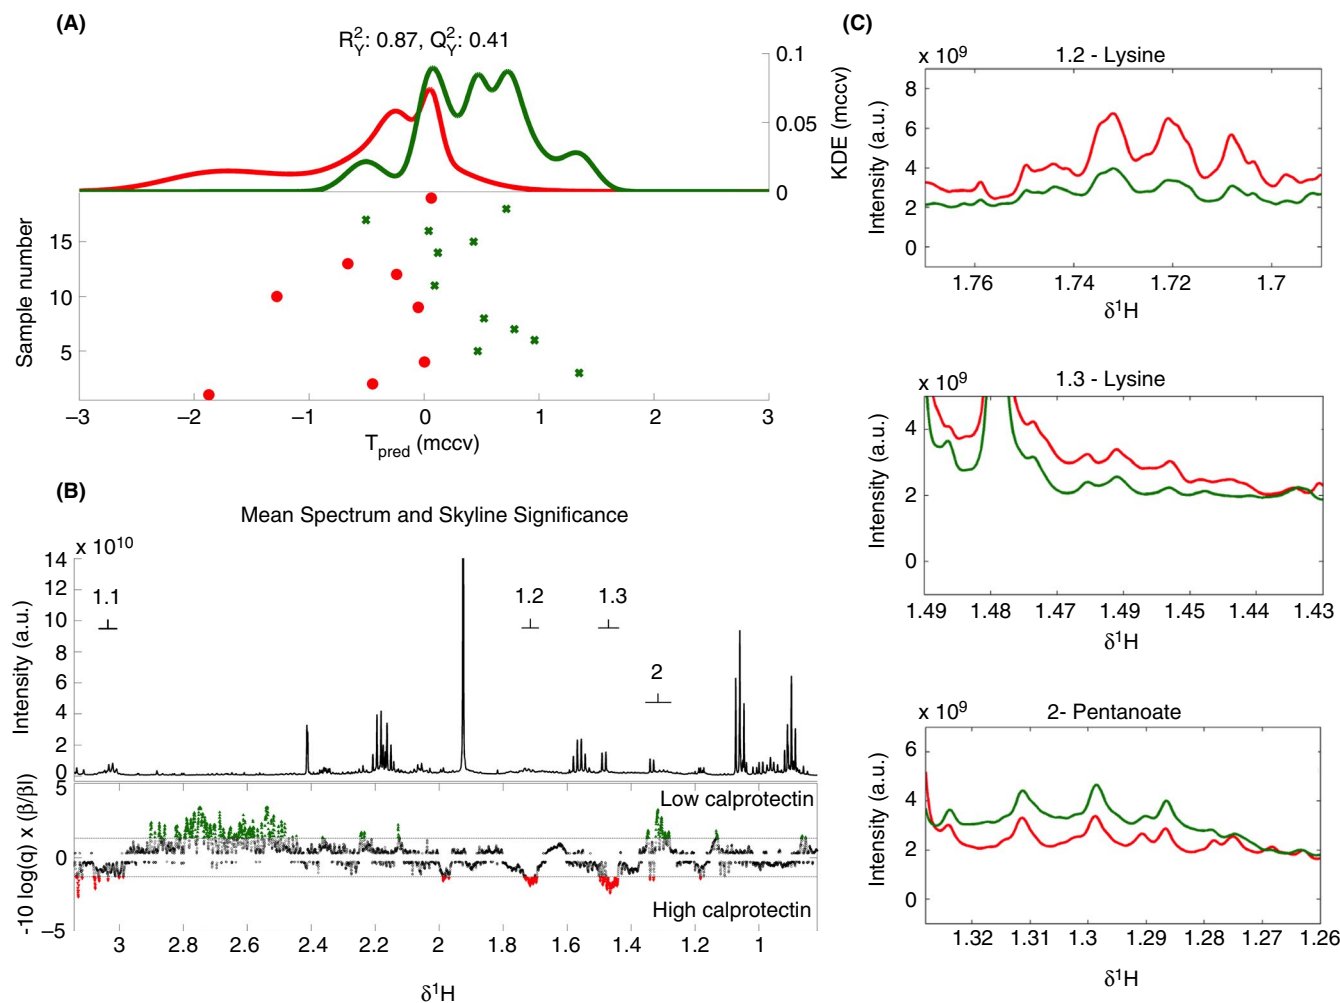 (A)
R²Y: 0.87, Q²Y: 0.41
0.1
0.05
0
KDE (mccv)
Sample number
15
10
5
−3 −2 −1 0 1 2 3
Tpred (mccv)
(B)
Mean Spectrum and Skyline Significance
x 10¹⁰
14
12
10
8
6
4
2
0
Intensity (a.u.)
1.1
1.2
1.3
2
5
0
−5
-10 log(q) x (β/|β|)
Low calprotectin
High calprotectin
3 2.8 2.6 2.4 2.2 2 1.8 1.6 1.4 1.2 1
δ¹H
(C)
x 10⁹
1.2 - Lysine
8
6
4
2
0
Intensity (a.u.)
1.76 1.74 1.72 1.7
δ¹H
x 10⁹
1.3 - Lysine
4
2
0
Intensity (a.u.)
1.49 1.48 1.47 1.49 1.45 1.44 1.43
δ¹H
x 10⁹
2- Pentanoate
6
4
2
0
Intensity (a.u.)
1.32 1.31 1.3 1.29 1.28 1.27 1.26
δ¹H